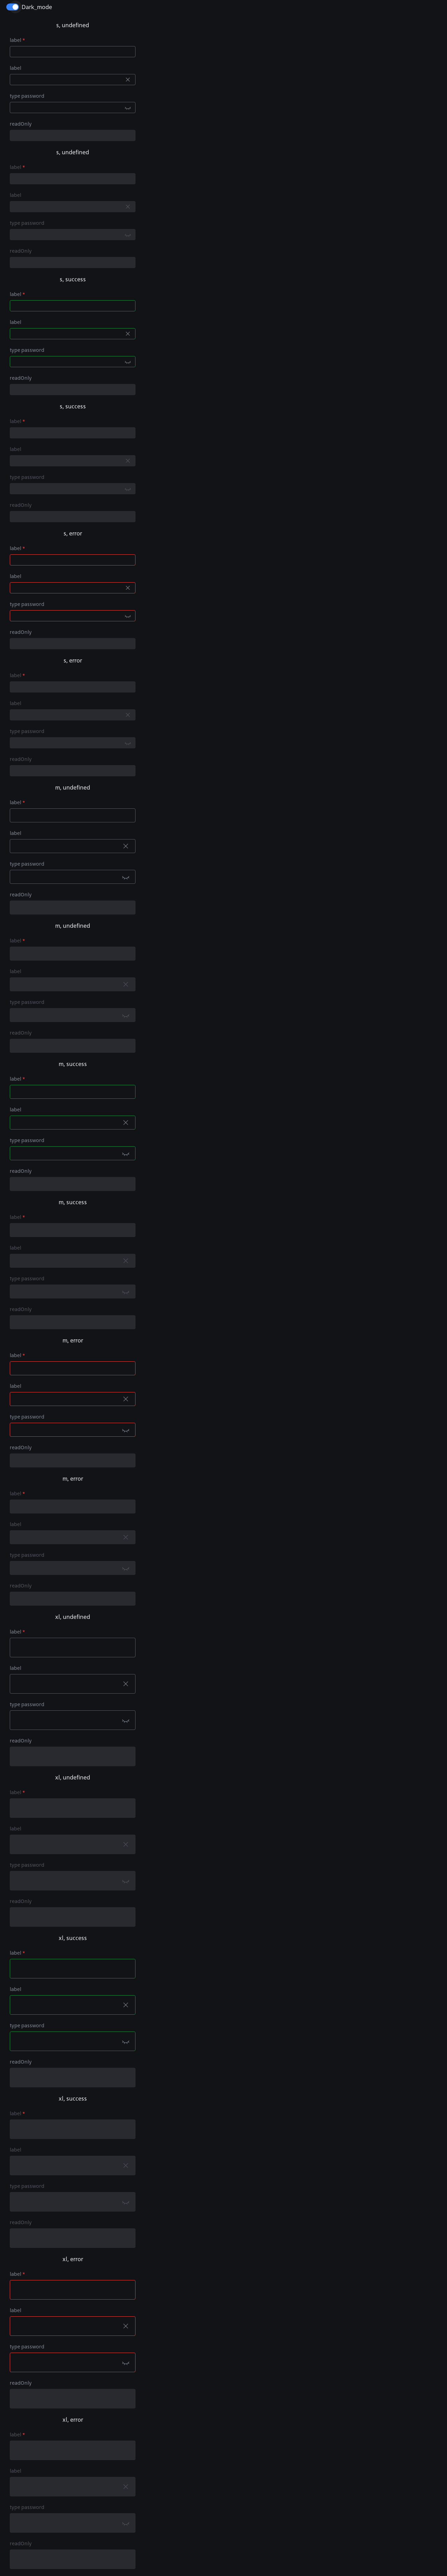 Dark_mode
s, undefined
label *
label
type password
readOnly
s, undefined
label *
label
type password
readOnly
s, success
label *
label
type password
readOnly
s, success
label *
label
type password
readOnly
s, error
label *
label
type password
readOnly
s, error
label *
label
type password
readOnly
m, undefined
label *
label
type password
readOnly
m, undefined
label *
label
type password
readOnly
m, success
label *
label
type password
readOnly
m, success
label *
label
type password
readOnly
m, error
label *
label
type password
readOnly
m, error
label *
label
type password
readOnly
xl, undefined
label *
label
type password
readOnly
xl, undefined
label *
label
type password
readOnly
xl, success
label *
label
type password
readOnly
xl, success
label *
label
type password
readOnly
xl, error
label *
label
type password
readOnly
xl, error
label *
label
type password
readOnly